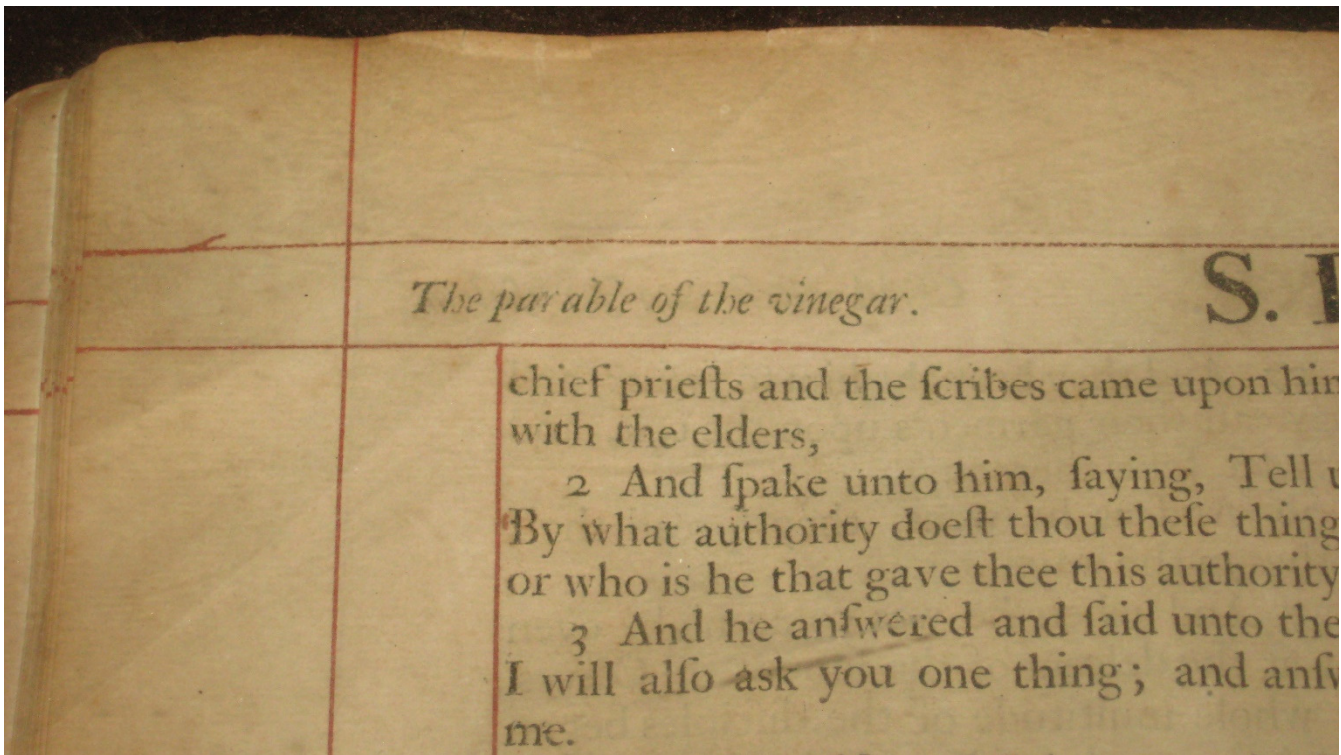 The parable of the vinegar.
S.
chief prieſts and the ſcribes came upon
with the elders,
2 And ſpake unto him, ſaying, Tell
By what authority doeſt thou theſe thing
or who is he that gave thee this authority
3 And he anſwered and ſaid unto the
I will alſo ask you one thing; and
me.